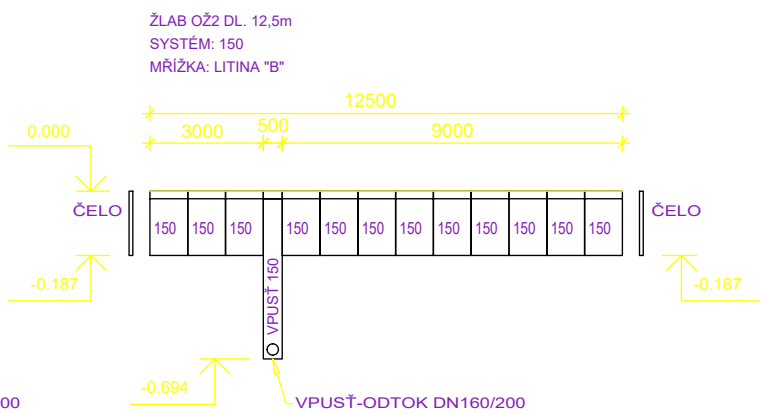 ŽLAB OŽ2 DL. 12,5m
SYSTÉM: 150
MŘÍŽKA: LITINA "B"
12500
3000 500 9000
0.000
ČELO 150 150 150 150 150 150 150 150 150 150 150 150 ČELO
VPUSŤ 150
-0.187 -0.187
-0.694
00 VPUSŤ-ODTOK DN160/200